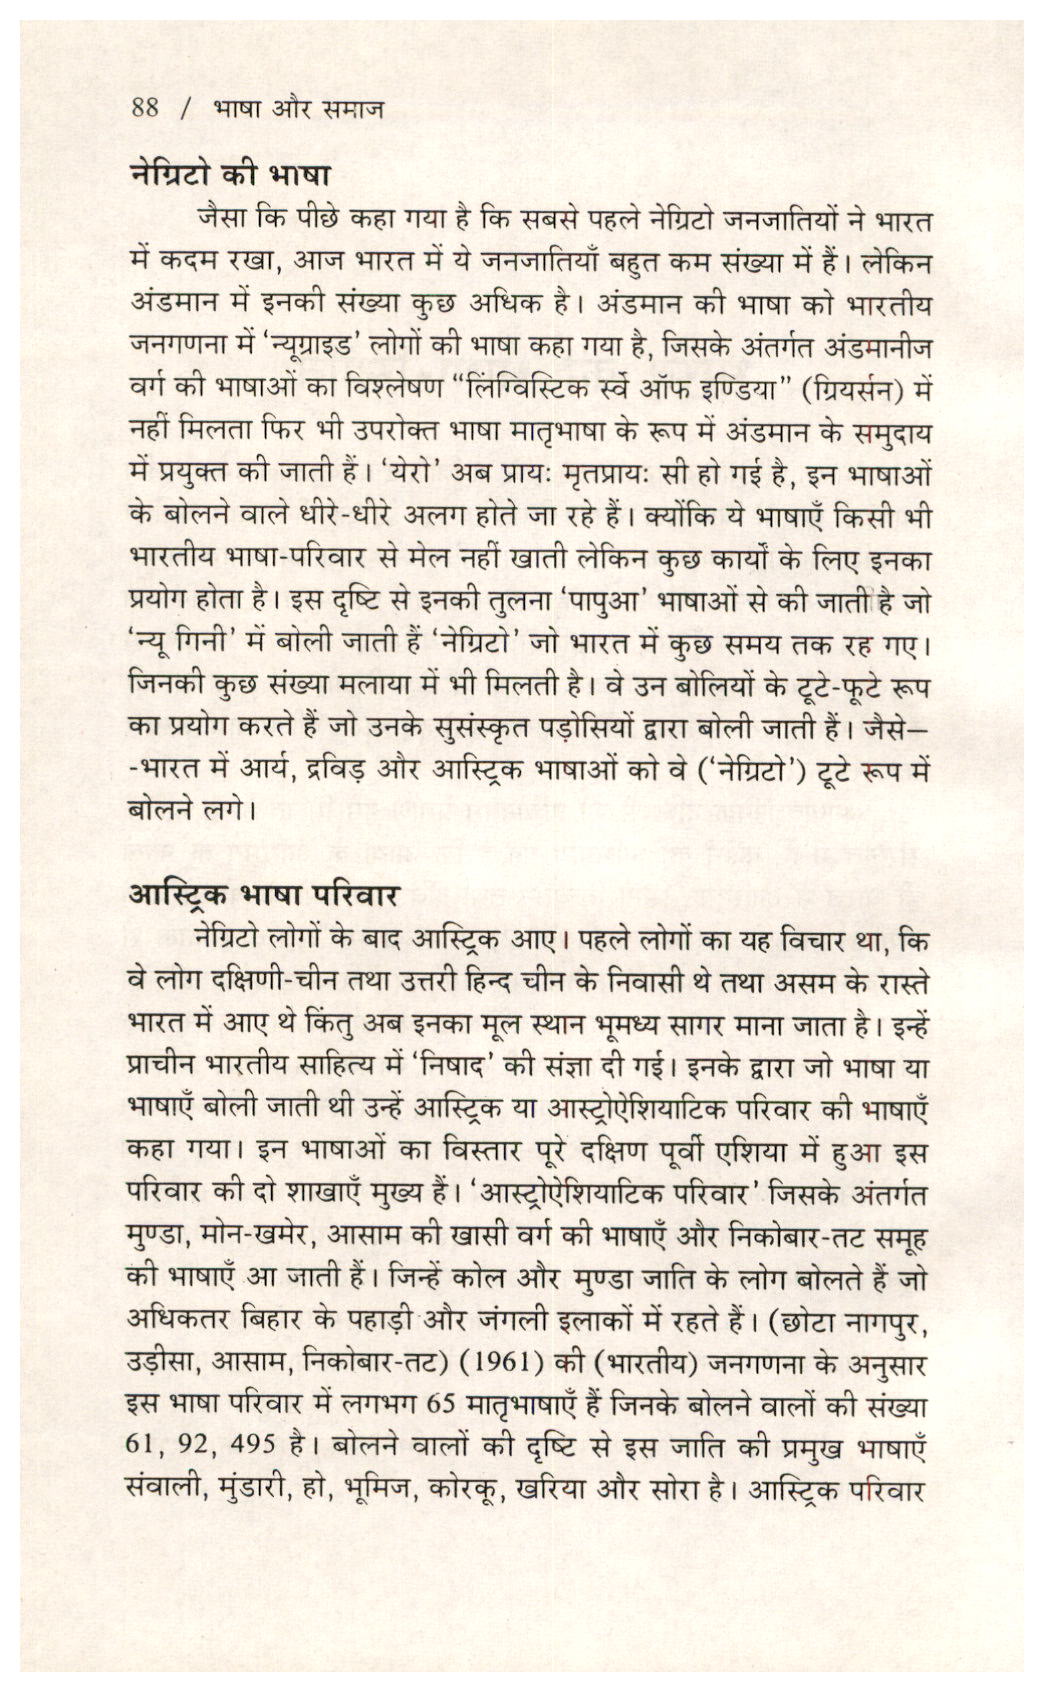 88 / भाषा और समाज
नेग्रिटो की भाषा
जैसा कि पीछे कहा गया है कि सबसे पहले नेग्रिटो जनजातियों ने भारत
में कदम रखा, आज भारत में ये जनजातियाँ बहुत कम संख्या में हैं। लेकिन
अंडमान में इनकी संख्या कुछ अधिक है। अंडमान की भाषा को भारतीय
जनगणना में ‘न्यूग्राइड’ लोगों की भाषा कहा गया है, जिसके अंतर्गत अंडमानीज
वर्ग की भाषाओं का विश्लेषण “लिंग्विस्टिक स्र्वे ऑफ इण्डिया” (ग्रियर्सन) में
नहीं मिलता फिर भी उपरोक्त भाषा मातृभाषा के रूप में अंडमान के समुदाय
में प्रयुक्त की जाती हैं। ‘येरो’ अब प्रायः मृतप्रायः सी हो गई है, इन भाषाओं
के बोलने वाले धीरे-धीरे अलग होते जा रहे हैं। क्योंकि ये भाषाएँ किसी भी
भारतीय भाषा-परिवार से मेल नहीं खाती लेकिन कुछ कार्यों के लिए इनका
प्रयोग होता है। इस दृष्टि से इनकी तुलना ‘पापुआ’ भाषाओं से की जाती है जो
‘न्यू गिनी’ में बोली जाती हैं ‘नेग्रिटो’ जो भारत में कुछ समय तक रह गए।
जिनकी कुछ संख्या मलाया में भी मिलती है। वे उन बोलियों के टूटे-फूटे रूप
का प्रयोग करते हैं जो उनके सुसंस्कृत पड़ोसियों द्वारा बोली जाती हैं। जैसे—
-भारत में आर्य, द्रविड़ और आस्ट्रिक भाषाओं को वे (‘नेग्रिटो’) टूटे रूप में
बोलने लगे।
आस्ट्रिक भाषा परिवार
नेग्रिटो लोगों के बाद आस्ट्रिक आए। पहले लोगों का यह विचार था, कि
वे लोग दक्षिणी-चीन तथा उत्तरी हिन्द चीन के निवासी थे तथा असम के रास्ते
भारत में आए थे किंतु अब इनका मूल स्थान भूमध्य सागर माना जाता है। इन्हें
प्राचीन भारतीय साहित्य में ‘निषाद’ की संज्ञा दी गई। इनके द्वारा जो भाषा या
भाषाएँ बोली जाती थी उन्हें आस्ट्रिक या आस्ट्रोऐशियाटिक परिवार की भाषाएँ
कहा गया। इन भाषाओं का विस्तार पूरे दक्षिण पूर्वी एशिया में हुआ इस
परिवार की दो शाखाएँ मुख्य हैं। ‘आस्ट्रोऐशियाटिक परिवार’ जिसके अंतर्गत
मुण्डा, मोन-खमेर, आसाम की खासी वर्ग की भाषाएँ और निकोबार-तट समूह
की भाषाएँ आ जाती हैं। जिन्हें कोल और मुण्डा जाति के लोग बोलते हैं जो
अधिकतर बिहार के पहाड़ी और जंगली इलाकों में रहते हैं। (छोटा नागपुर,
उड़ीसा, आसाम, निकोबार-तट) (1961) की (भारतीय) जनगणना के अनुसार
इस भाषा परिवार में लगभग 65 मातृभाषाएँ हैं जिनके बोलने वालों की संख्या
61, 92, 495 है। बोलने वालों की दृष्टि से इस जाति की प्रमुख भाषाएँ
संवाली, मुंडारी, हो, भूमिज, कोरकू, खरिया और सोरा है। आस्ट्रिक परिवार